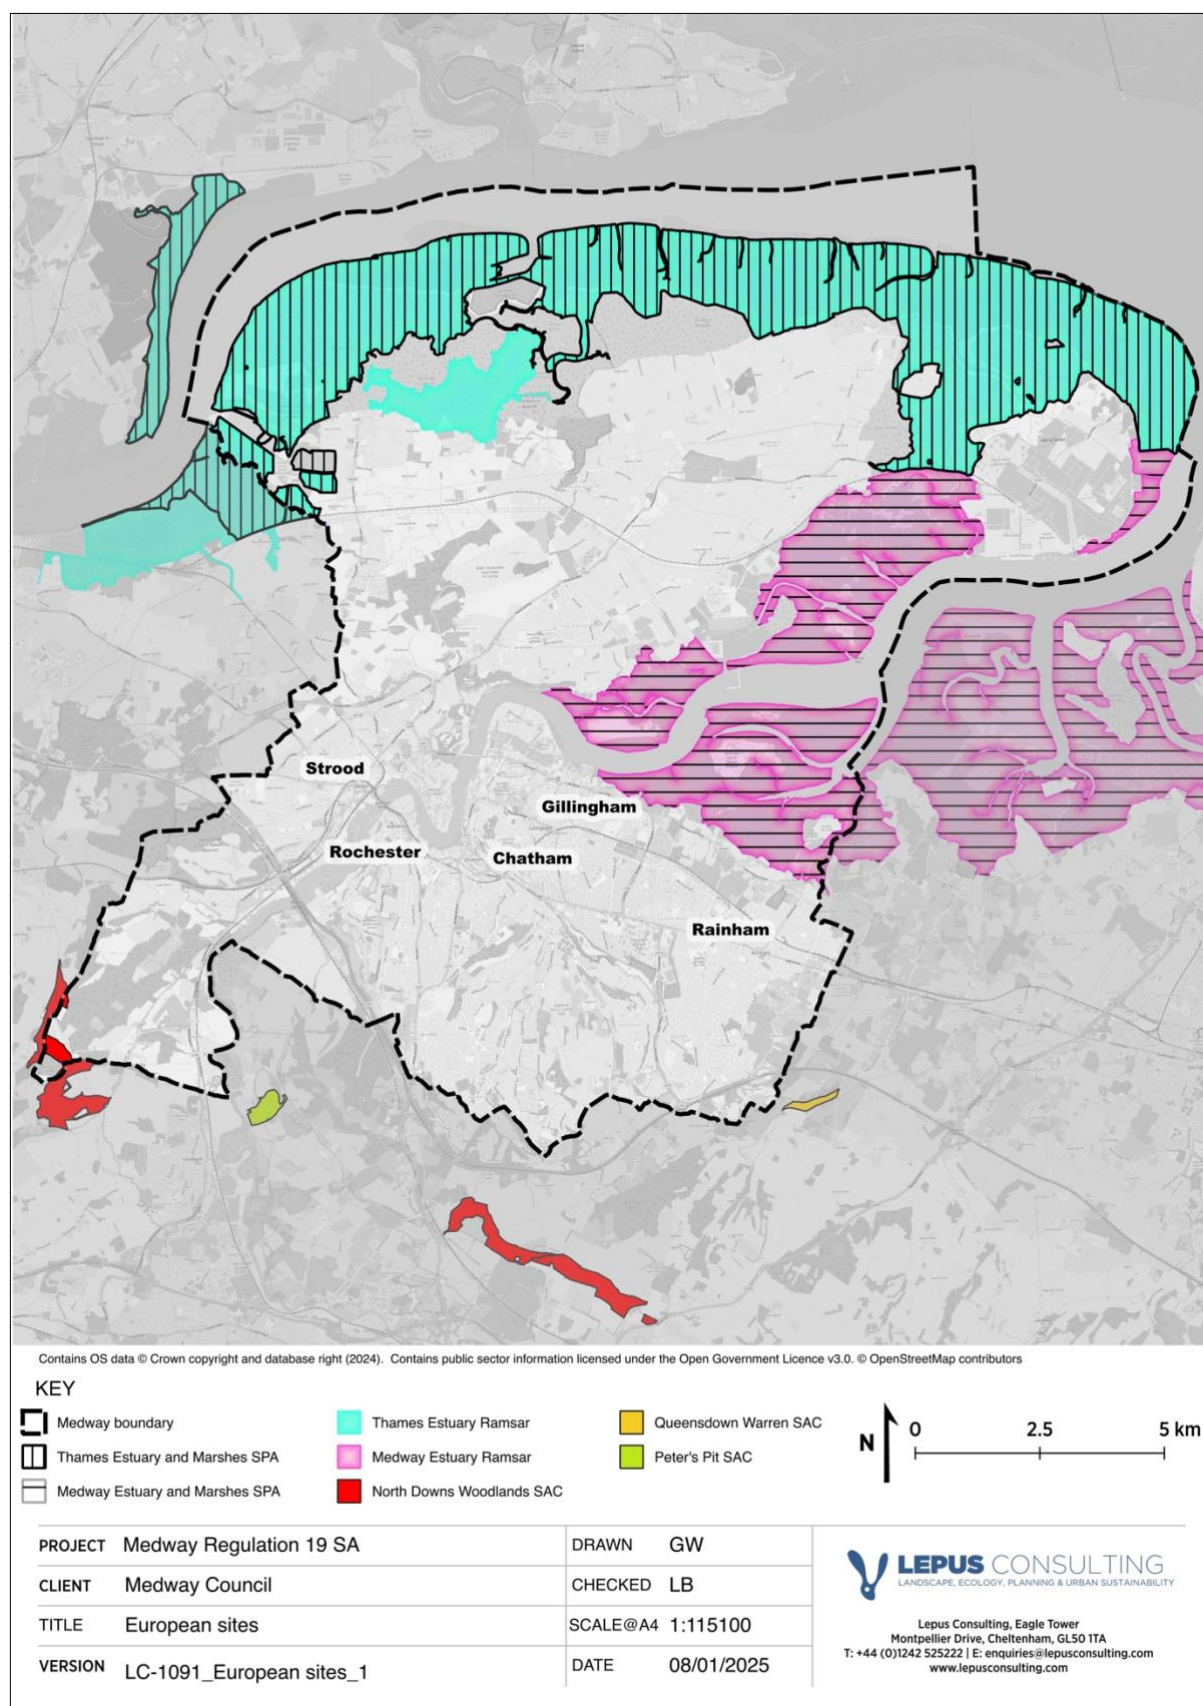 Strood
Gillingham
Rochester
Chatham
Rainham
Contains OS data © Crown copyright and database right (2024). Contains public sector information licensed under the Open Government Licence v3.0. © OpenStreetMap contributors
KEY
Medway boundary
Thames Estuary and Marshes SPA
Medway Estuary and Marshes SPA
Thames Estuary Ramsar
Medway Estuary Ramsar
North Downs Woodlands SAC
Queensdown Warren SAC
Peter's Pit SAC
N
0 2.5 5 km
PROJECT Medway Regulation 19 SA
CLIENT Medway Council
TITLE European sites
VERSION LC-1091_European sites_1
DRAWN GW
CHECKED LB
SCALE@A4 1:115100
DATE 08/01/2025
LEPUS CONSULTING
LANDSCAPE, ECOLOGY, PLANNING & URBAN SUSTAINABILITY
Lepus Consulting, Eagle Tower
Montpellier Drive, Cheltenham, GL50 1TA
T: +44 (0)1242 525222 | E: enquiries@lepusconsulting.com
www.lepusconsulting.com